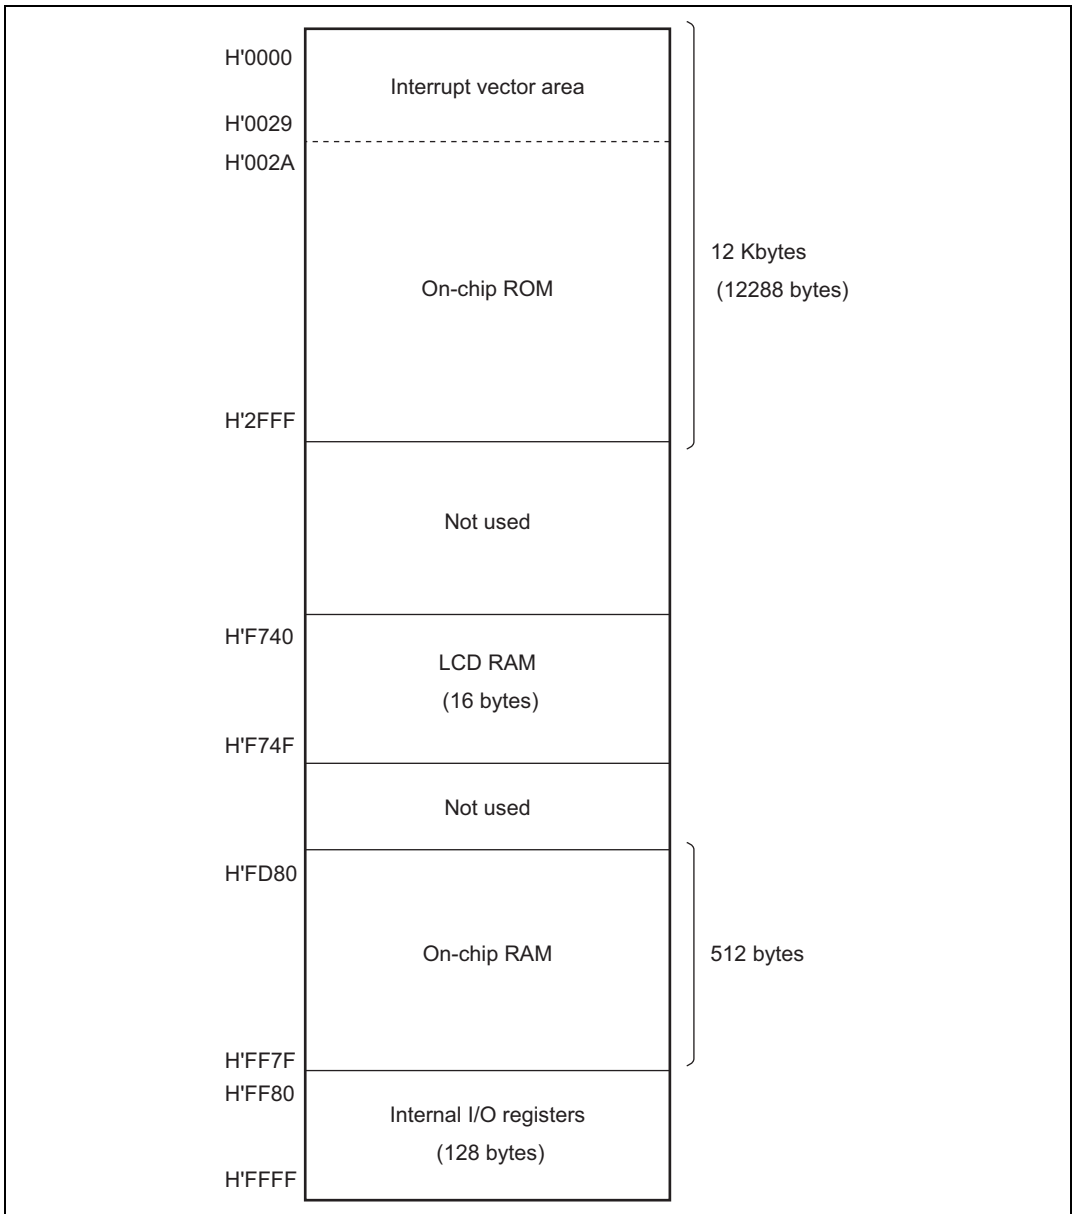 H'0000
Interrupt vector area
H'0029
H'002A
12 Kbytes
(12288 bytes)
On-chip ROM
H'2FFF
Not used
H'F740
LCD RAM
(16 bytes)
H'F74F
Not used
H'FD80
On-chip RAM
512 bytes
H'FF7F
H'FF80
Internal I/O registers
(128 bytes)
H'FFFF